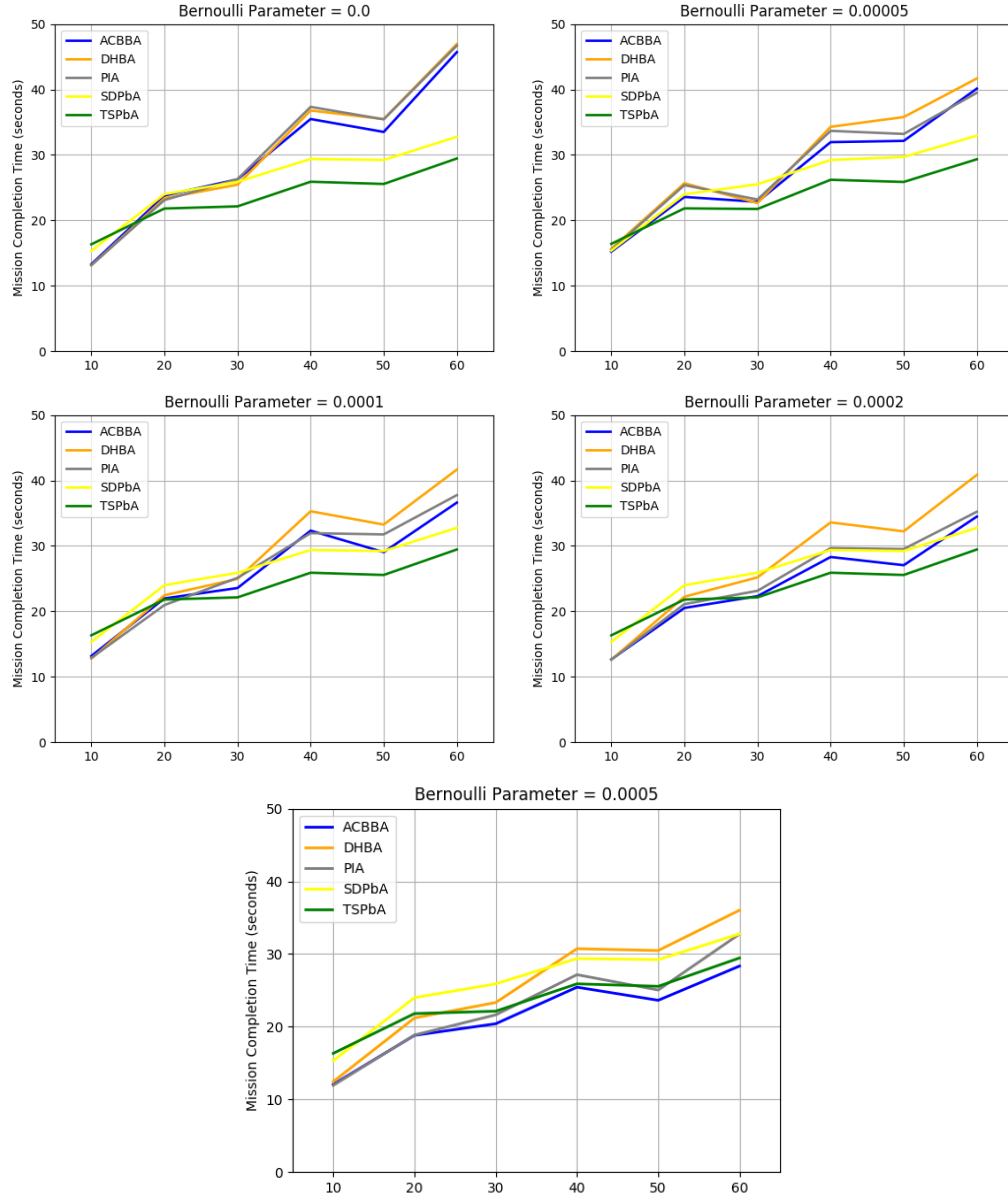 Bernoulli Parameter = 0.0
Mission Completion Time (seconds)
50
40
30
20
10
0
ACBBA
DHBA
PIA
SDPbA
TSPbA
10 20 30 40 50 60
Bernoulli Parameter = 0.00005
Mission Completion Time (seconds)
50
40
30
20
10
0
ACBBA
DHBA
PIA
SDPbA
TSPbA
10 20 30 40 50 60
Bernoulli Parameter = 0.0001
Mission Completion Time (seconds)
50
40
30
20
10
0
ACBBA
DHBA
PIA
SDPbA
TSPbA
10 20 30 40 50 60
Bernoulli Parameter = 0.0002
Mission Completion Time (seconds)
50
40
30
20
10
0
ACBBA
DHBA
PIA
SDPbA
TSPbA
10 20 30 40 50 60
Bernoulli Parameter = 0.0005
Mission Completion Time (seconds)
50
40
30
20
10
0
ACBBA
DHBA
PIA
SDPbA
TSPbA
10 20 30 40 50 60